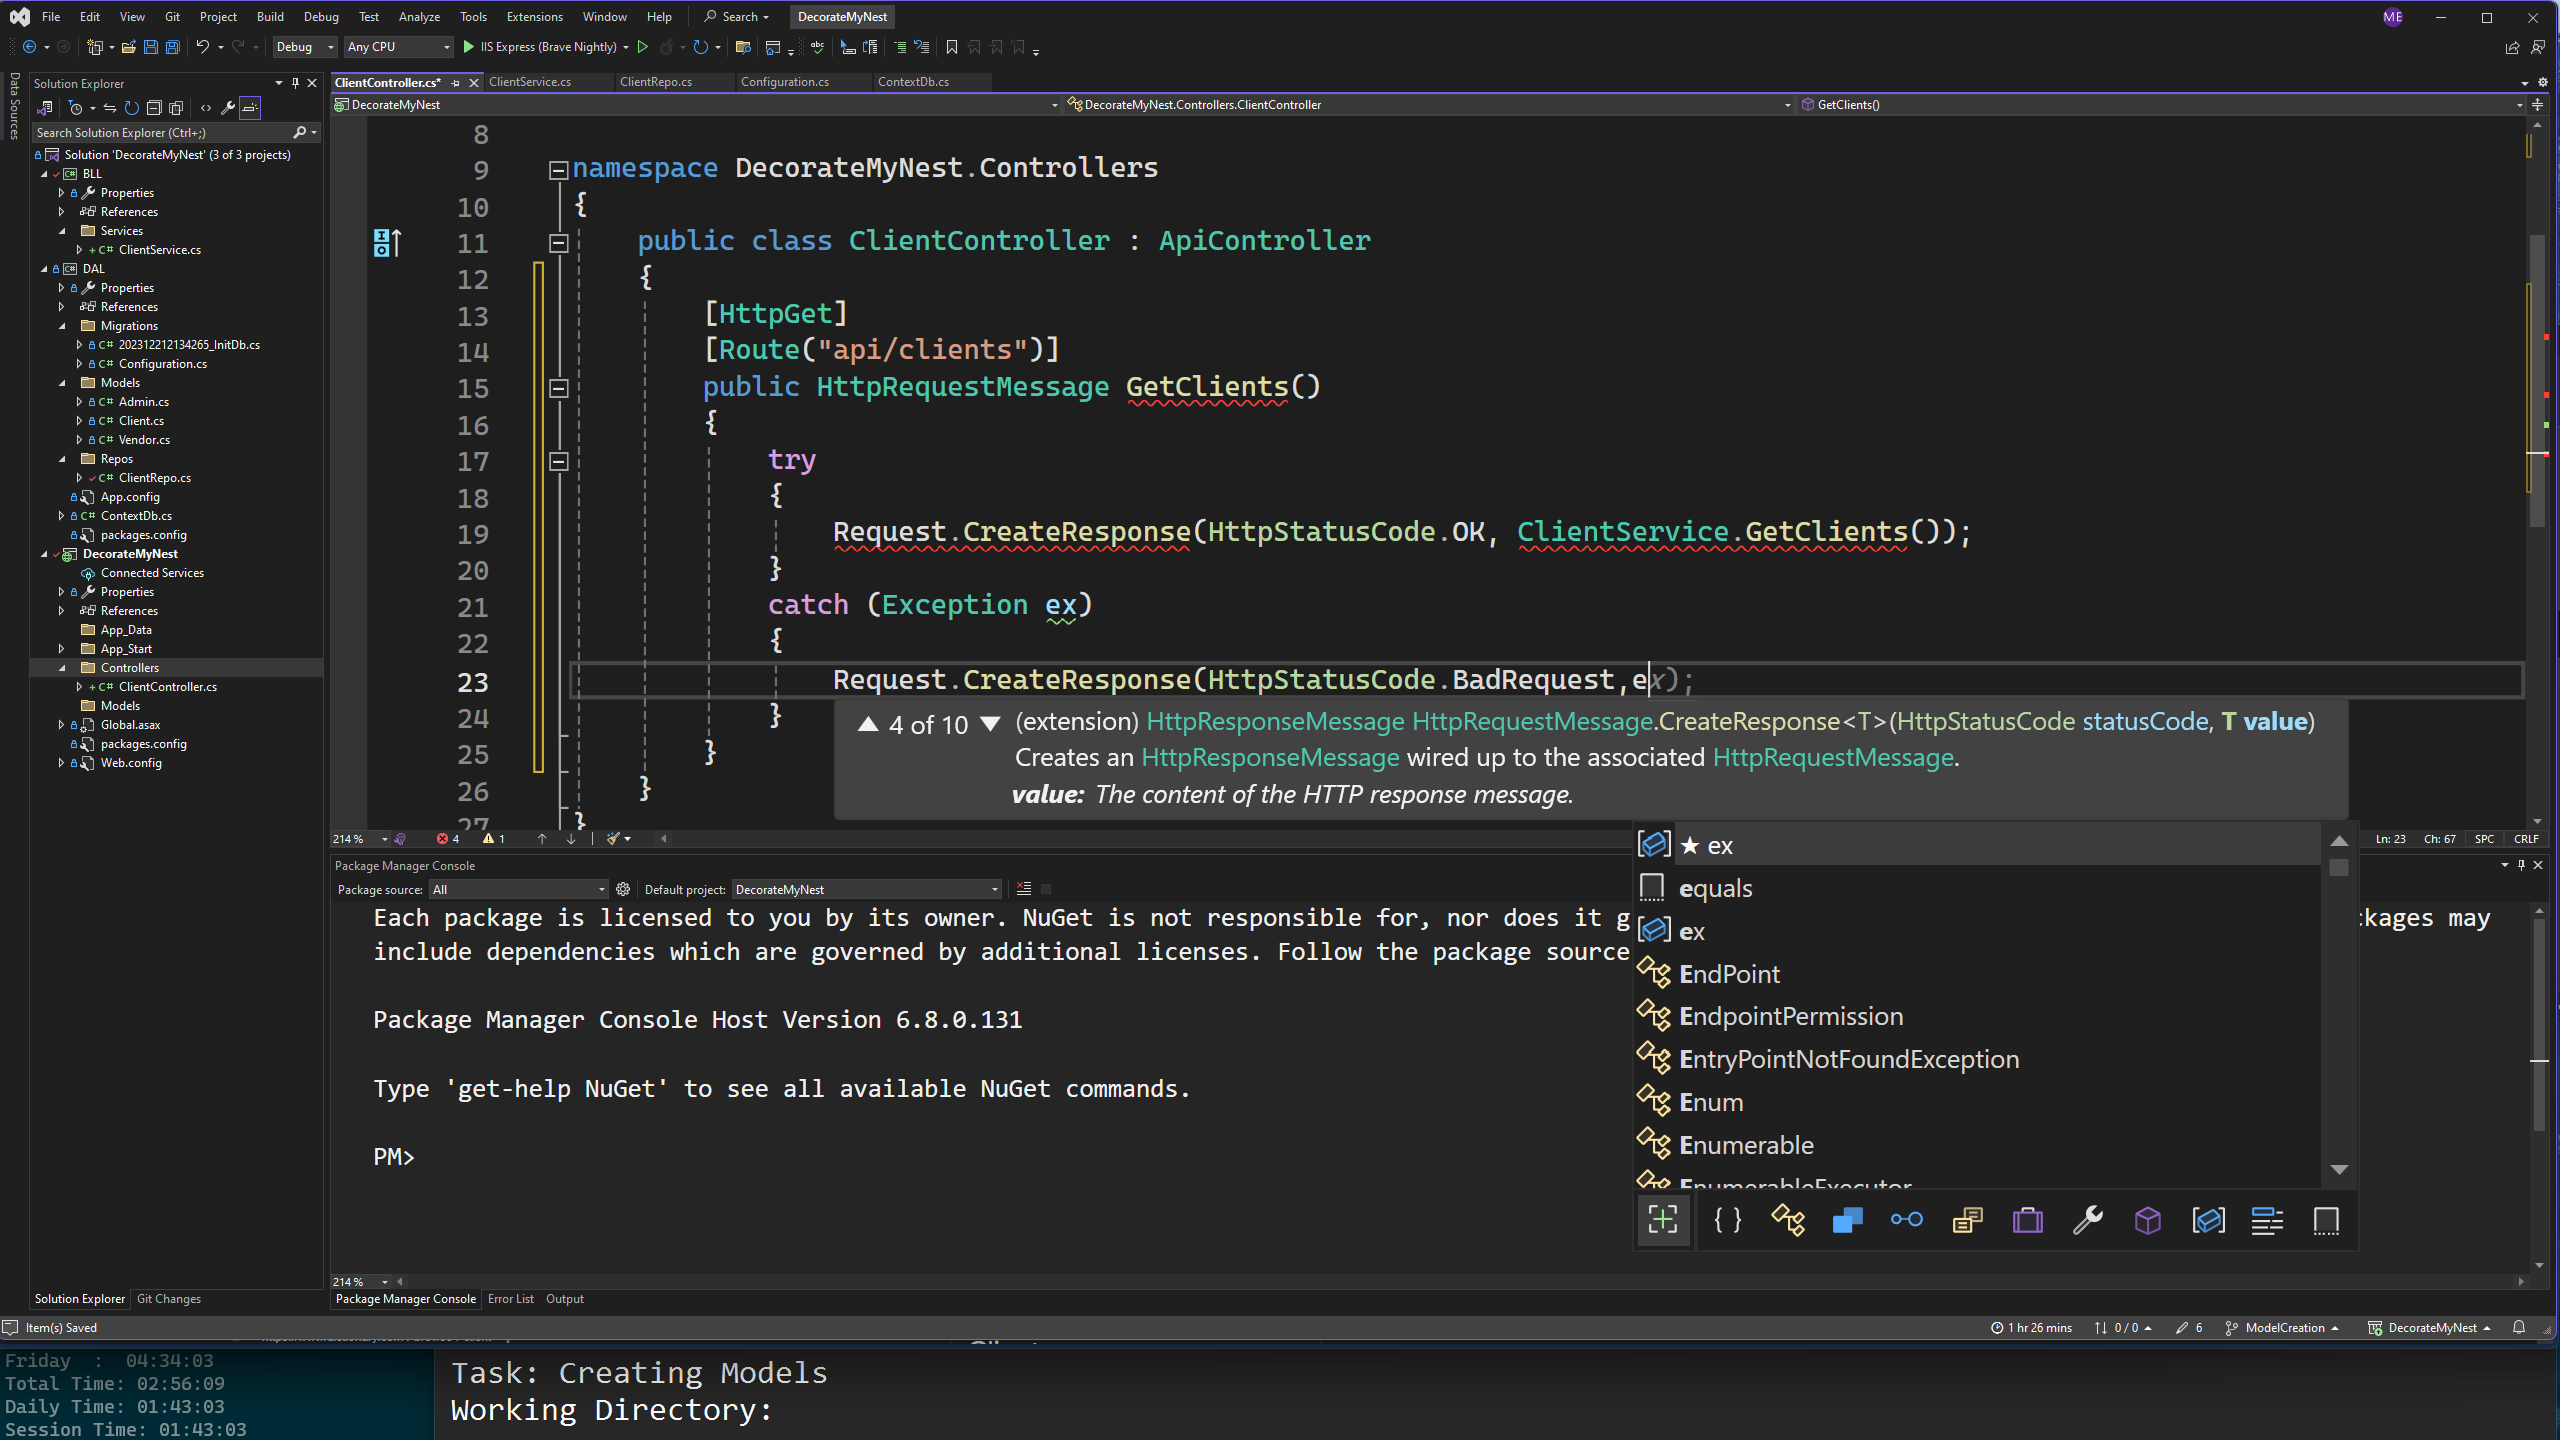 File Edit View Git Project Build Debug Test Analyze Tools Extensions Window Help Search DecorateMyNest ME
Debug Any CPU IIS Express (Brave Nightly)
Data Sources
Solution Explorer
Search Solution Explorer (Ctrl+;)
Solution 'DecorateMyNest' (3 of 3 projects)
BLL
Properties
References
Services
ClientService.cs
DAL
Properties
References
Migrations
202312212134265_InitDb.cs
Configuration.cs
Models
Admin.cs
Client.cs
Vendor.cs
Repos
ClientRepo.cs
App.config
ContextDb.cs
packages.config
DecorateMyNest
Connected Services
Properties
References
App_Data
App_Start
Controllers
ClientController.cs
Models
Global.asax
packages.config
Web.config
Solution Explorer Git Changes
ClientController.cs* ClientService.cs ClientRepo.cs Configuration.cs ContextDb.cs
DecorateMyNest DecorateMyNest.Controllers.ClientController GetClients()
8
9 namespace DecorateMyNest.Controllers
10 {
11 public class ClientController : ApiController
12 {
13 [HttpGet]
14 [Route("api/clients")]
15 public HttpRequestMessage GetClients()
16 {
17 try
18 {
19 Request.CreateResponse(HttpStatusCode.OK, ClientService.GetClients());
20 }
21 catch (Exception ex)
22 {
23 Request.CreateResponse(HttpStatusCode.BadRequest,ex);
24 }
25 }
26 }
27 }
4 of 10 (extension) HttpResponseMessage HttpRequestMessage.CreateResponse<T>(HttpStatusCode statusCode, T value)
Creates an HttpResponseMessage wired up to the associated HttpRequestMessage.
value: The content of the HTTP response message.
★ ex
equals
ex
EndPoint
EndpointPermission
EntryPointNotFoundException
Enum
Enumerable
EnumerableExecutor
214 % 4 1 Ln: 23 Ch: 67 SPC CRLF
Package Manager Console
Package source: All Default project: DecorateMyNest
Each package is licensed to you by its owner. NuGet is not responsible for, nor does it g ckages may
include dependencies which are governed by additional licenses. Follow the package source
Package Manager Console Host Version 6.8.0.131
Type 'get-help NuGet' to see all available NuGet commands.
PM>
214 %
Package Manager Console Error List Output
Item(s) Saved 1 hr 26 mins 0 / 0 6 ModelCreation DecorateMyNest
Friday : 04:34:03
Total Time: 02:56:09
Daily Time: 01:43:03
Session Time: 01:43:03
Task: Creating Models
Working Directory: